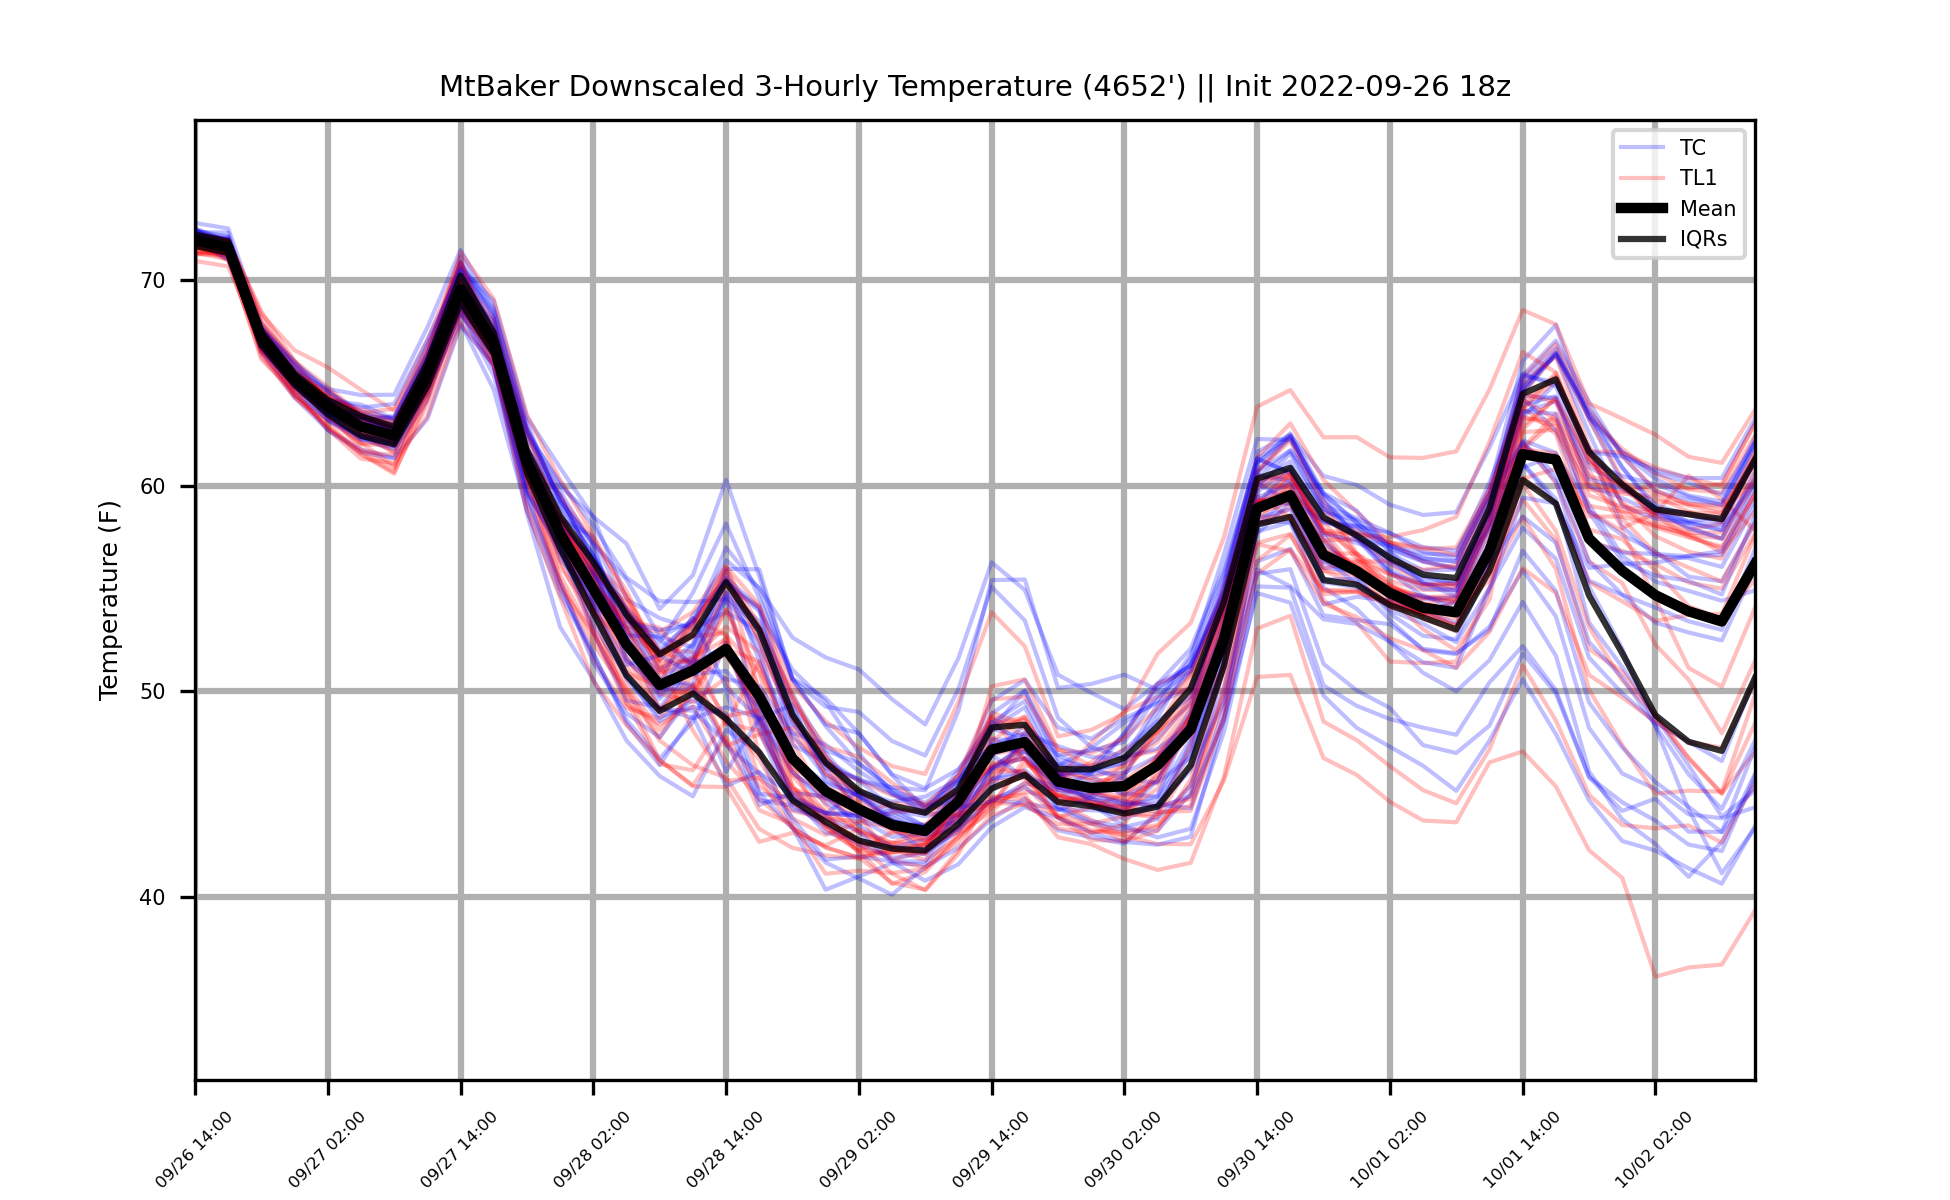 MtBaker Downscaled 3-Hourly Temperature (4652') || Init 2022-09-26 18z
TC
TL1
Mean
IQRs
Temperature (F)
70
60
50
40
09/26 14:00
09/27 02:00
09/27 14:00
09/28 02:00
09/28 14:00
09/29 02:00
09/29 14:00
09/30 02:00
09/30 14:00
10/01 02:00
10/01 14:00
10/02 02:00